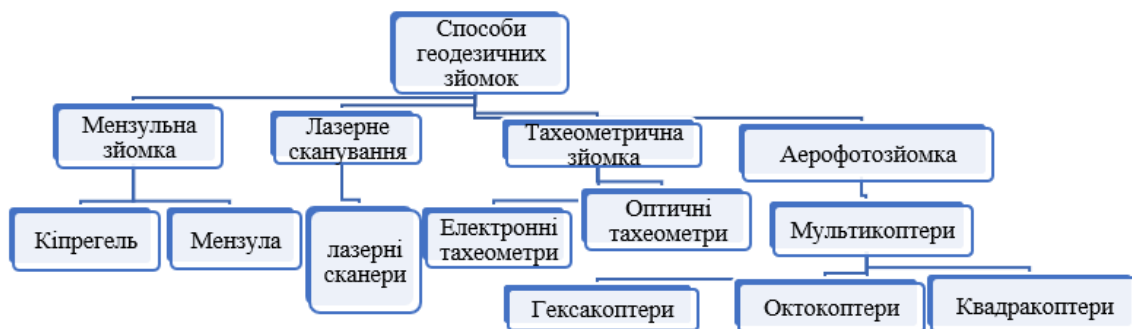 Способи
геодезичних
зйомок
Мензульна
зйомка
Лазерне
сканування
Тахеометрична
зйомка
Аерофотозйомка
Кіпрегель
Мензула
лазерні
сканери
Електронні
тахеометри
Оптичні
тахеометри
Мультикоптери
Гексакоптери
Октокоптери
Квадракоптери